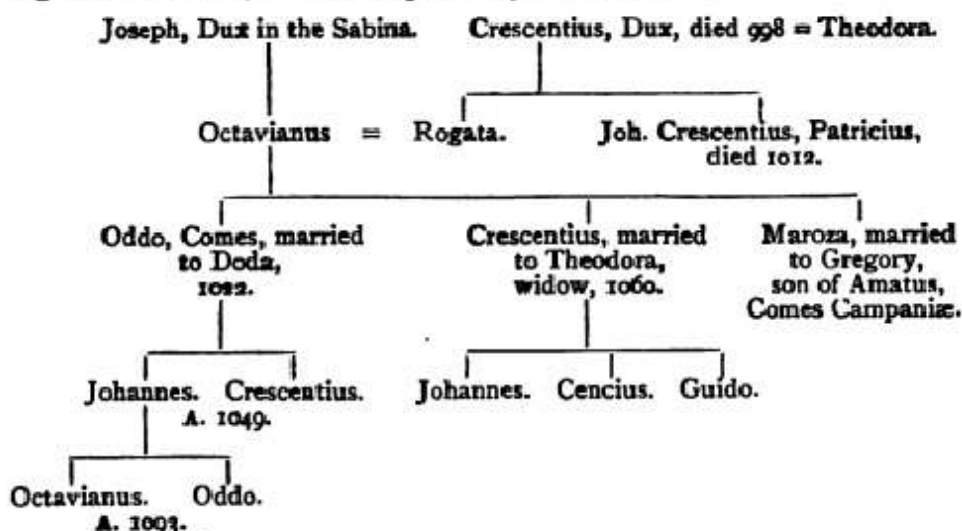 Joseph, Dux in the Sabina. Crescentius, Dux, died 998 = Theodora.
Octavianus = Rogata. Joh. Crescentius, Patricius,
died 1012.
Oddo, Comes, married
to Doda,
1022.
Crescentius, married
to Theodora,
widow, 1060.
Maroza, married
to Gregory,
son of Amatus,
Comes Campaniæ.
Johannes. Crescentius.
A. 1049.
Johannes. Cencius. Guido.
Octavianus. Oddo.
A. 1093.